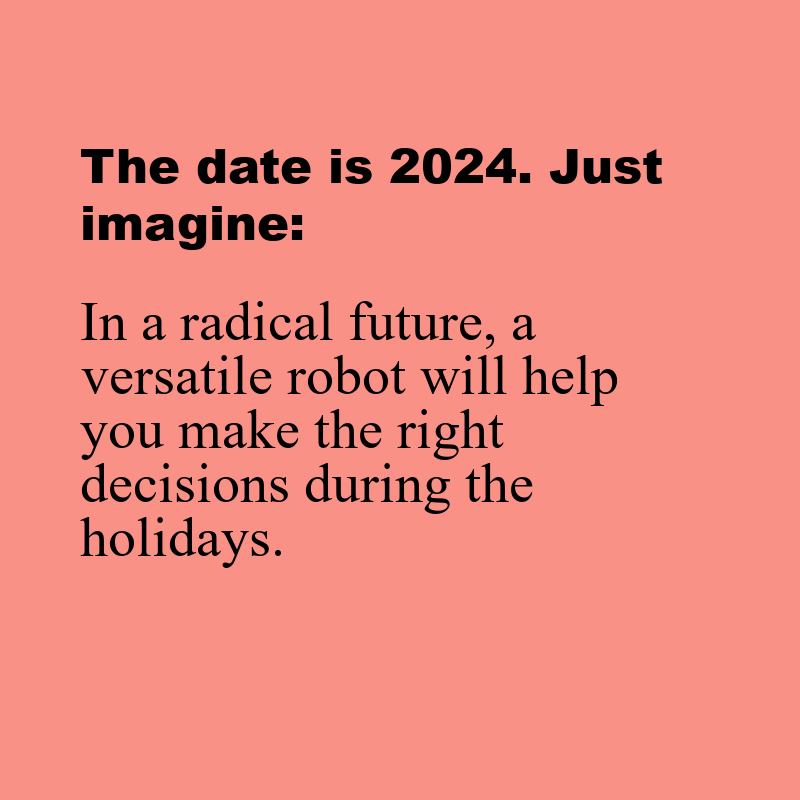 The date is 2024. Just
imagine:
In a radical future, a
versatile robot will help
you make the right
decisions during the
holidays.